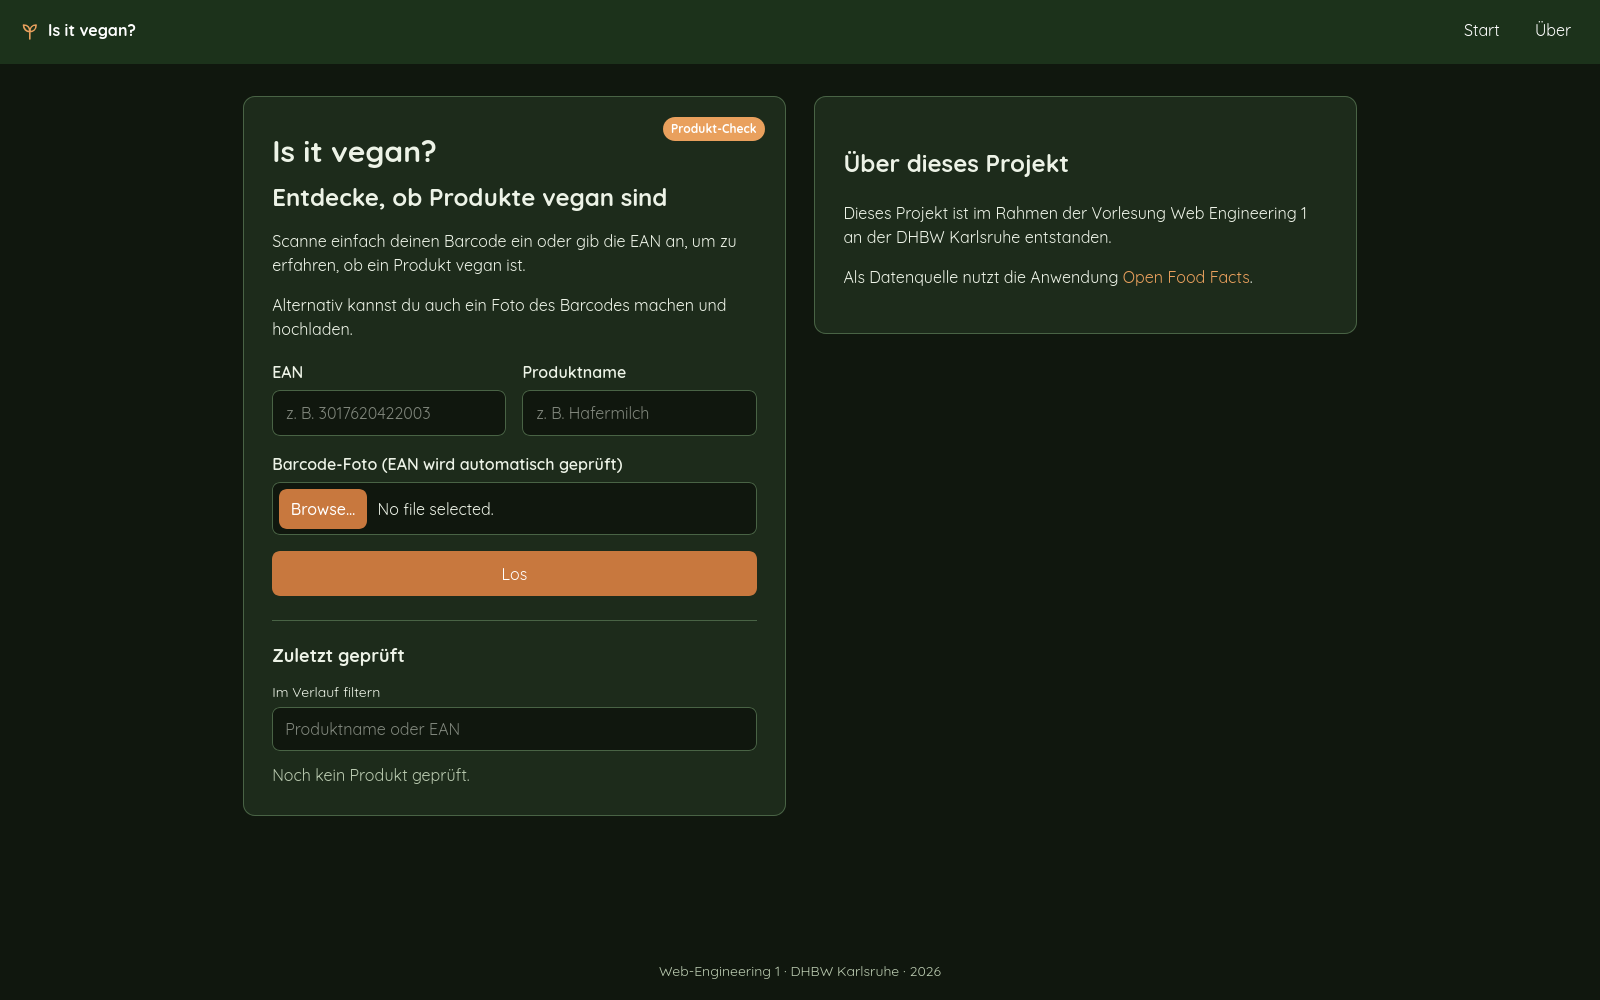 Is it vegan?
Start
Über
Produkt-Check
Is it vegan?
Entdecke, ob Produkte vegan sind
Scanne einfach deinen Barcode ein oder gib die EAN an, um zu
erfahren, ob ein Produkt vegan ist.
Alternativ kannst du auch ein Foto des Barcodes machen und
hochladen.
EAN
Produktname
z. B. 3017620422003
z. B. Hafermilch
Barcode-Foto (EAN wird automatisch geprüft)
Browse... No file selected.
Los
Zuletzt geprüft
Im Verlauf filtern
Produktname oder EAN
Noch kein Produkt geprüft.
Über dieses Projekt
Dieses Projekt ist im Rahmen der Vorlesung Web Engineering 1
an der DHBW Karlsruhe entstanden.
Als Datenquelle nutzt die Anwendung Open Food Facts.
Web-Engineering 1 · DHBW Karlsruhe · 2026